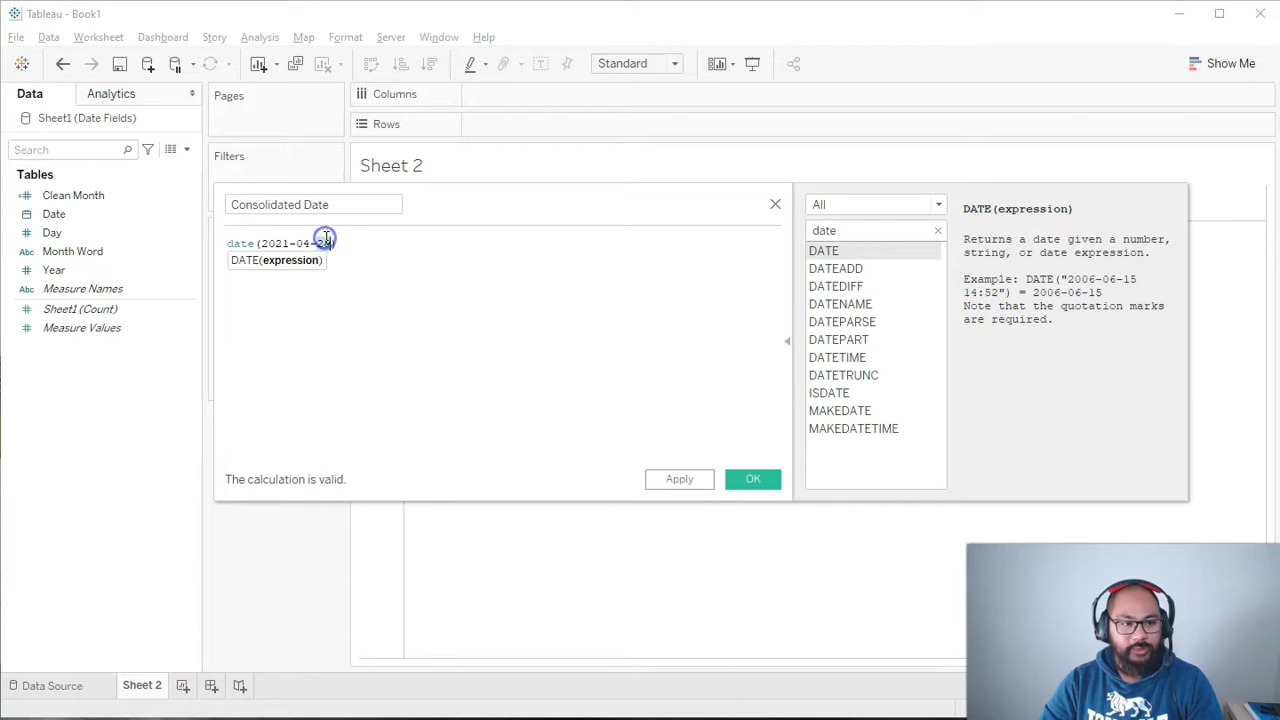 Tableau - Book1
File Data Worksheet Dashboard Story Analysis Map Format Server Window Help
Standard
Show Me
Data Analytics
Pages
Columns
Sheet1 (Date Fields)
Rows
Search
Filters
Sheet 2
Tables
Clean Month
Date
Day
Month Word
Year
Measure Names
Sheet1 (Count)
Measure Values
Consolidated Date
date(2021-04-
DATE(expression)
The calculation is valid.
Apply
OK
All
date
DATE
DATEADD
DATEDIFF
DATENAME
DATEPARSE
DATEPART
DATETIME
DATETRUNC
ISDATE
MAKEDATE
MAKEDATETIME
DATE(expression)
Returns a date given a number,
string, or date expression.
Example: DATE("2006-06-15
14:52") = 2006-06-15
Note that the quotation marks
are required.
Data Source
Sheet 2